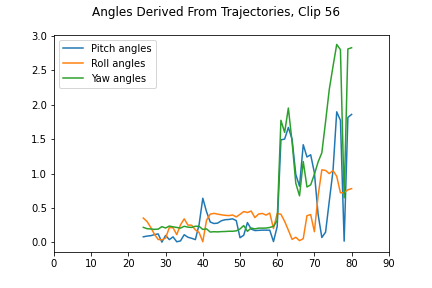 Angles Derived From Trajectories, Clip 56
Pitch angles
Roll angles
Yaw angles
3.0
2.5
2.0
1.5
1.0
0.5
0.0
0 10 20 30 40 50 60 70 80 90